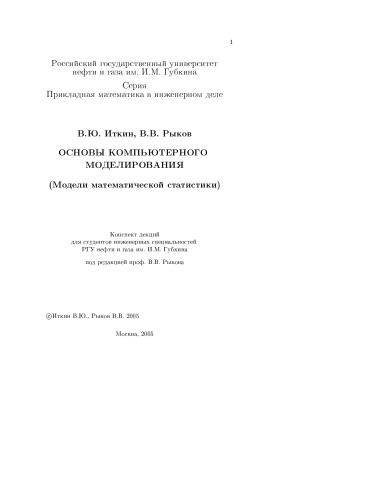 1
Российский государственный университет
нефти и газа им. И.М. Губкина
Серия
Прикладная математика в инженерном деле
В.Ю. Иткин, В.В. Рыков
ОСНОВЫ КОМПЬЮТЕРНОГО
МОДЕЛИРОВАНИЯ
(Модели математической статистики)
Конспект лекций
для студентов инженерных специальностей
РГУ нефти и газа им. И.М. Губкина
под редакцией проф. В.В. Рыкова
©Иткин В.Ю., Рыков В.В. 2005
Москва, 2005